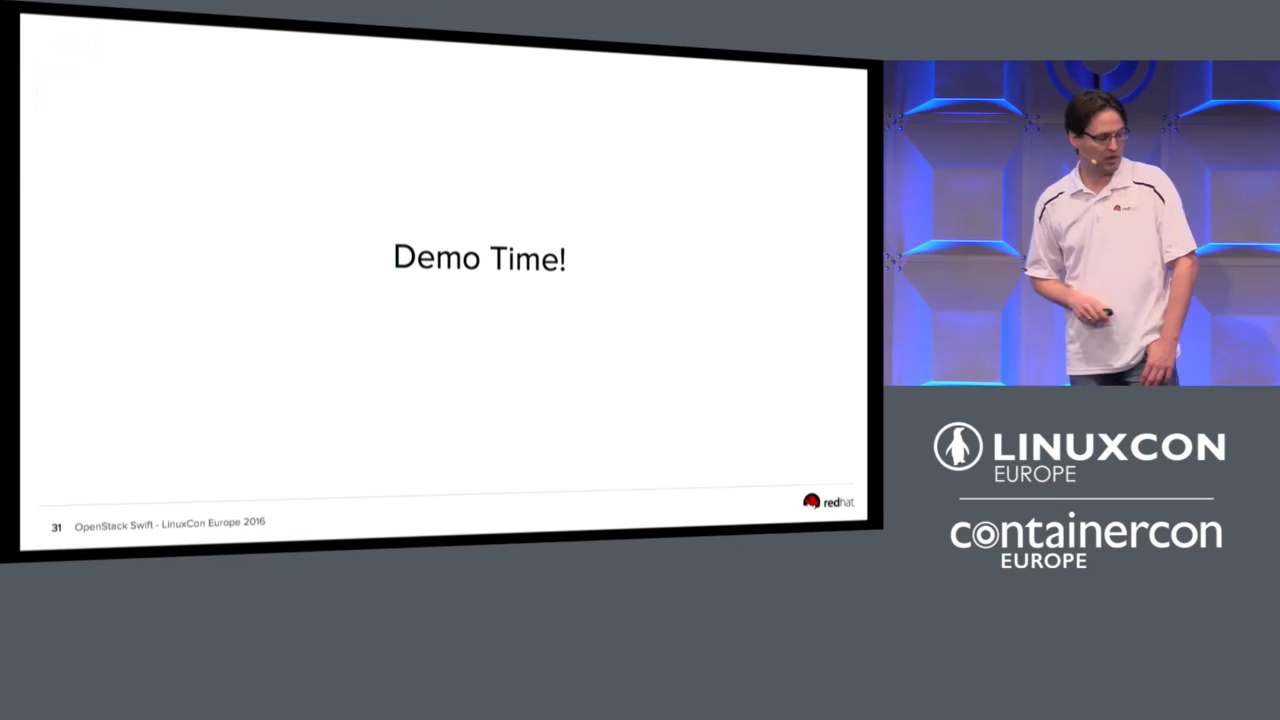 Demo Time!
redhat
31 OpenStack Swift - LinuxCon Europe 2016
LINUXCON
EUROPE
containercon
EUROPE